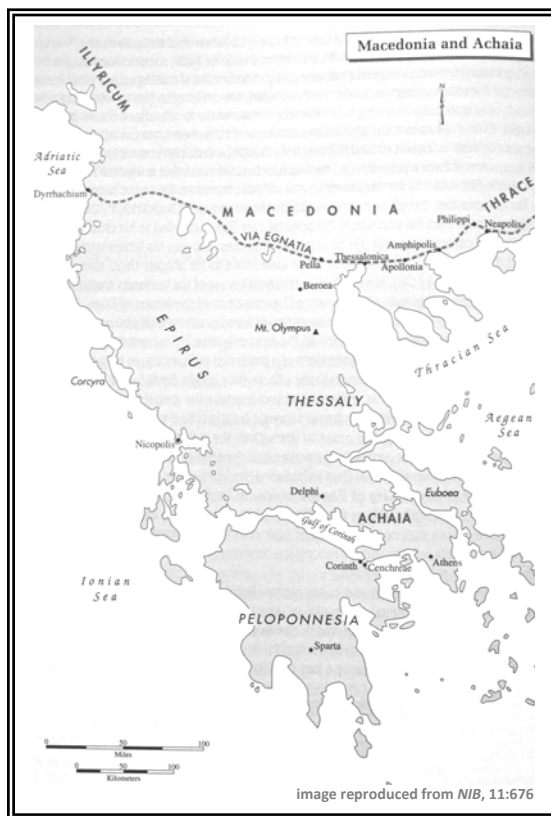 Macedonia and Achaia
N
ILLYRICUM
Adriatic
Sea
Dyrrhachium
MACEDONIA
THRACE
Philippi
Neapolis
VIA EGNATIA
Amphipolis
Pella
Thessalonica
Apollonia
Beroea
Mt. Olympus
EPIRUS
Thracian Sea
Corcyra
THESSALY
Aegean
Sea
Nicopolis
Delphi
Euboea
ACHAIA
Gulf of Corinth
Corinth
Cenchreae
Athens
Ionian
Sea
PELOPONNESIA
Sparta
0 50 100
Miles
0 50 100
Kilometers
image reproduced from NIB, 11:676